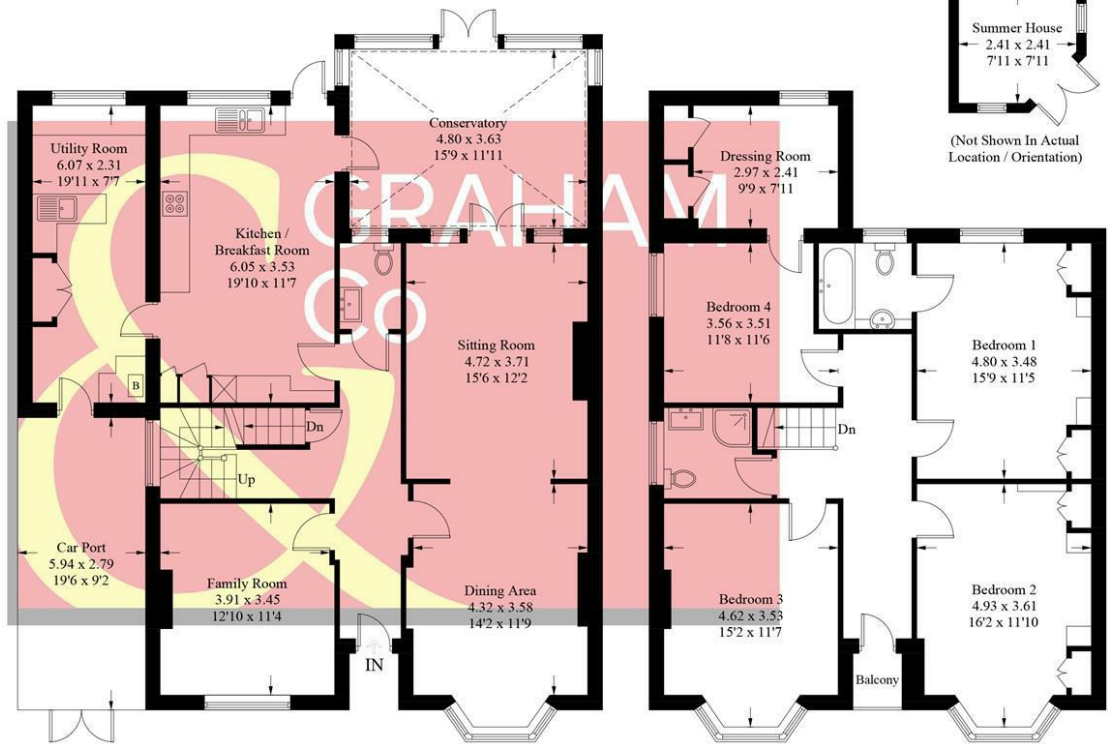 Summer House
2.41 x 2.41
7'11 x 7'11
(Not Shown In Actual
Location / Orientation)
Utility Room
6.07 x 2.31
19'11 x 7'7
Kitchen /
Breakfast Room
6.05 x 3.53
19'10 x 11'7
Conservatory
4.80 x 3.63
15'9 x 11'11
GRAHAM
&
Co
Sitting Room
4.72 x 3.71
15'6 x 12'2
B
Dn
Up
Car Port
5.94 x 2.79
19'6 x 9'2
Family Room
3.91 x 3.45
12'10 x 11'4
IN
Dining Area
4.32 x 3.58
14'2 x 11'9
Dressing Room
2.97 x 2.41
9'9 x 7'11
Bedroom 4
3.56 x 3.51
11'8 x 11'6
Bedroom 1
4.80 x 3.48
15'9 x 11'5
Dn
Bedroom 3
4.62 x 3.53
15'2 x 11'7
Balcony
Bedroom 2
4.93 x 3.61
16'2 x 11'10